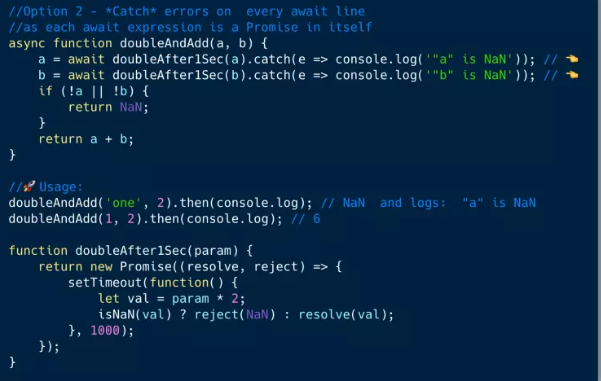 //Option 2 - *Catch* errors on  every await line
//as each await expression is a Promise in itself
async function doubleAndAdd(a, b) {
    a = await doubleAfter1Sec(a).catch(e => console.log('"a" is NaN')); // 👈
    b = await doubleAfter1Sec(b).catch(e => console.log('"b" is NaN')); // 👈
    if (!a || !b) {
        return NaN;
    }
    return a + b;
}
//🚀 Usage:
doubleAndAdd('one', 2).then(console.log); // NaN  and logs:  "a" is NaN
doubleAndAdd(1, 2).then(console.log); // 6
function doubleAfter1Sec(param) {
    return new Promise((resolve, reject) => {
        setTimeout(function() {
            let val = param * 2;
            isNaN(val) ? reject(NaN) : resolve(val);
        }, 1000);
    });
}